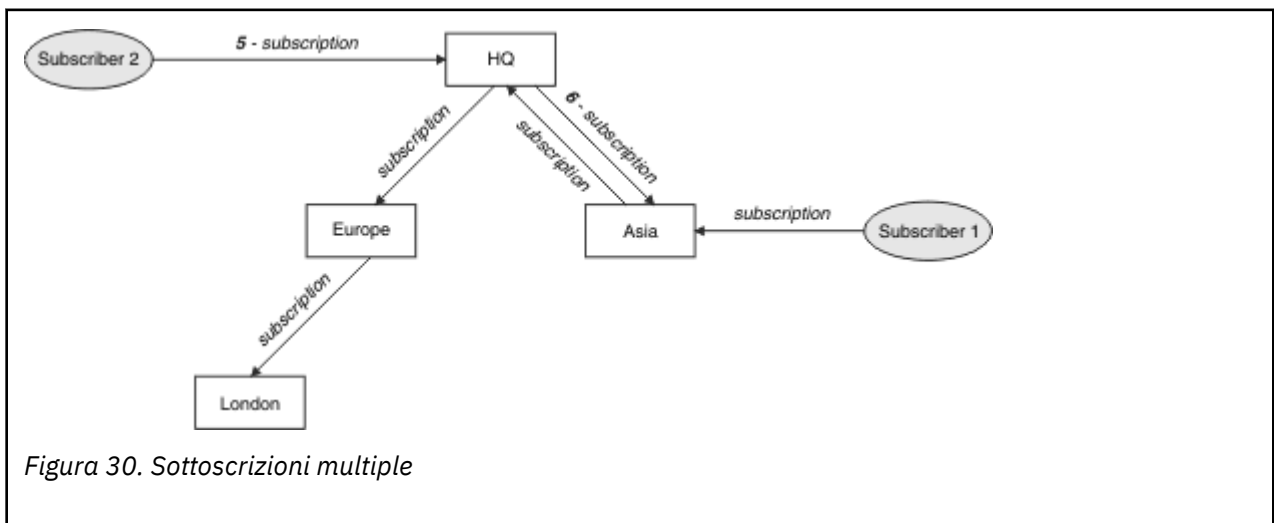 5 - subscription
Subscriber 2
HQ
6 - subscription
subscription
subscription
Europe
Asia
subscription
Subscriber 1
subscription
London
Figura 30. Sottoscrizioni multiple